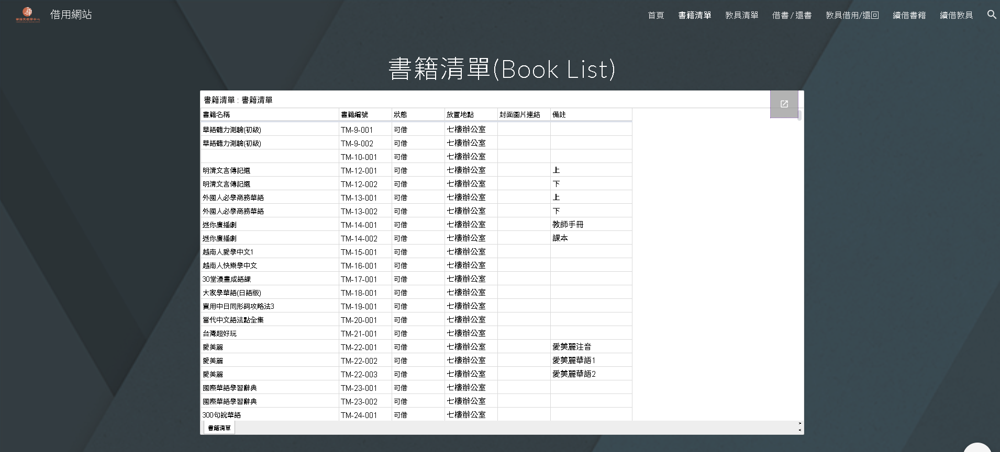 借用網站
首頁 書籍清單 教具清單 借書 / 還書 教具借用/還回 續借書籍 續借教具
書籍清單(Book List)
書籍清單 : 書籍清單
書籍名稱 書籍編號 狀態 放置地點 封面圖片連結 備註
華語聽力測驗(初級) TM-9-001 可借 七樓辦公室
華語聽力測驗(初級) TM-9-002 可借 七樓辦公室
TM-10-001 可借 七樓辦公室
明清文言傳記選 TM-12-001 可借 七樓辦公室 上
明清文言傳記選 TM-12-002 可借 七樓辦公室 下
外國人必學商務華語 TM-13-001 可借 七樓辦公室 上
外國人必學商務華語 TM-13-002 可借 七樓辦公室 下
迷你廣播劇 TM-14-001 可借 七樓辦公室 教師手冊
迷你廣播劇 TM-14-002 可借 七樓辦公室 課本
越南人愛學中文1 TM-15-001 可借 七樓辦公室
越南人快樂學中文 TM-16-001 可借 七樓辦公室
30堂漫畫成語課 TM-17-001 可借 七樓辦公室
大家學華語(日語版) TM-18-001 可借 七樓辦公室
實用中日同形詞攻略法3 TM-19-001 可借 七樓辦公室
當代中文語法點全集 TM-20-001 可借 七樓辦公室
台灣超好玩 TM-21-001 可借 七樓辦公室
愛美麗 TM-22-001 可借 七樓辦公室 愛美麗注音
愛美麗 TM-22-002 可借 七樓辦公室 愛美麗華語1
愛美麗 TM-22-003 可借 七樓辦公室 愛美麗華語2
國際華語學習辭典 TM-23-001 可借 七樓辦公室
國際華語學習辭典 TM-23-002 可借 七樓辦公室
300句說華語 TM-24-001 可借 七樓辦公室
書籍清單